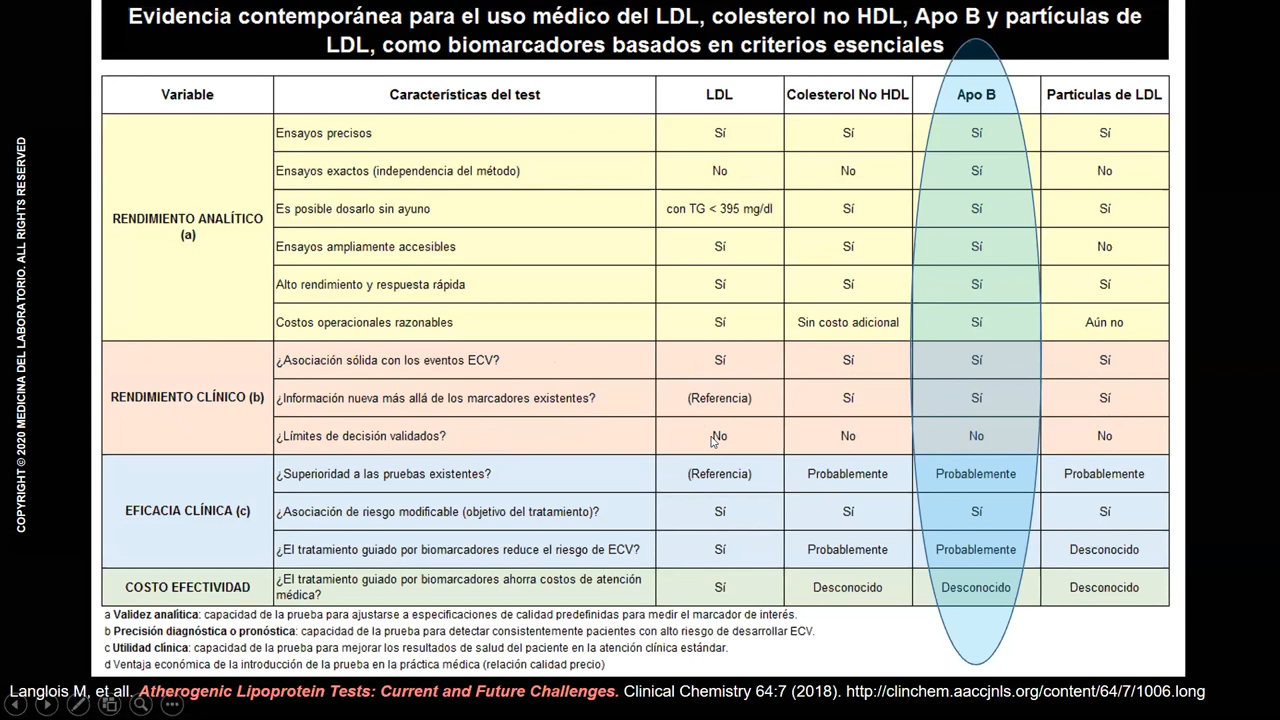 Evidencia contemporánea para el uso médico del LDL, colesterol no HDL, Apo B y partículas de
LDL, como biomarcadores basados en criterios esenciales
Variable Características del test LDL Colesterol No HDL Apo B Particulas de LDL
RENDIMIENTO ANALÍTICO
(a)
Ensayos precisos Sí Sí Sí Sí
Ensayos exactos (independencia del método) No No Sí No
Es posible dosarlo sin ayuno con TG < 395 mg/dl Sí Sí Sí
Ensayos ampliamente accesibles Sí Sí Sí No
Alto rendimiento y respuesta rápida Sí Sí Sí Sí
Costos operacionales razonables Sí Sin costo adicional Sí Aún no
RENDIMIENTO CLÍNICO (b)
¿Asociación sólida con los eventos ECV? Sí Sí Sí Sí
¿Información nueva más allá de los marcadores existentes? (Referencia) Sí Sí Sí
¿Límites de decisión validados? No No No No
EFICACIA CLÍNICA (c)
¿Superioridad a las pruebas existentes? (Referencia) Probablemente Probablemente Probablemente
¿Asociación de riesgo modificable (objetivo del tratamiento)? Sí Sí Sí Sí
¿El tratamiento guiado por biomarcadores reduce el riesgo de ECV? Sí Probablemente Probablemente Desconocido
COSTO EFECTIVIDAD
¿El tratamiento guiado por biomarcadores ahorra costos de atención
médica? Sí Desconocido Desconocido Desconocido
a Validez analítica: capacidad de la prueba para ajustarse a especificaciones de calidad predefinidas para medir el marcador de interés.
b Precisión diagnóstica o pronóstica: capacidad de la prueba para detectar consistentemente pacientes con alto riesgo de desarrollar ECV.
c Utilidad clínica: capacidad de la prueba para mejorar los resultados de salud del paciente en la atención clínica estándar.
d Ventaja económica de la introducción de la prueba en la práctica médica (relación calidad precio)
Langlois M, et all. Atherogenic Lipoprotein Tests: Current and Future Challenges. Clinical Chemistry 64:7 (2018). http://clinchem.aaccjnls.org/content/64/7/1006.long
COPYRIGHT © 2020 MEDICINA DEL LABORATORIO. ALL RIGHTS RESERVED